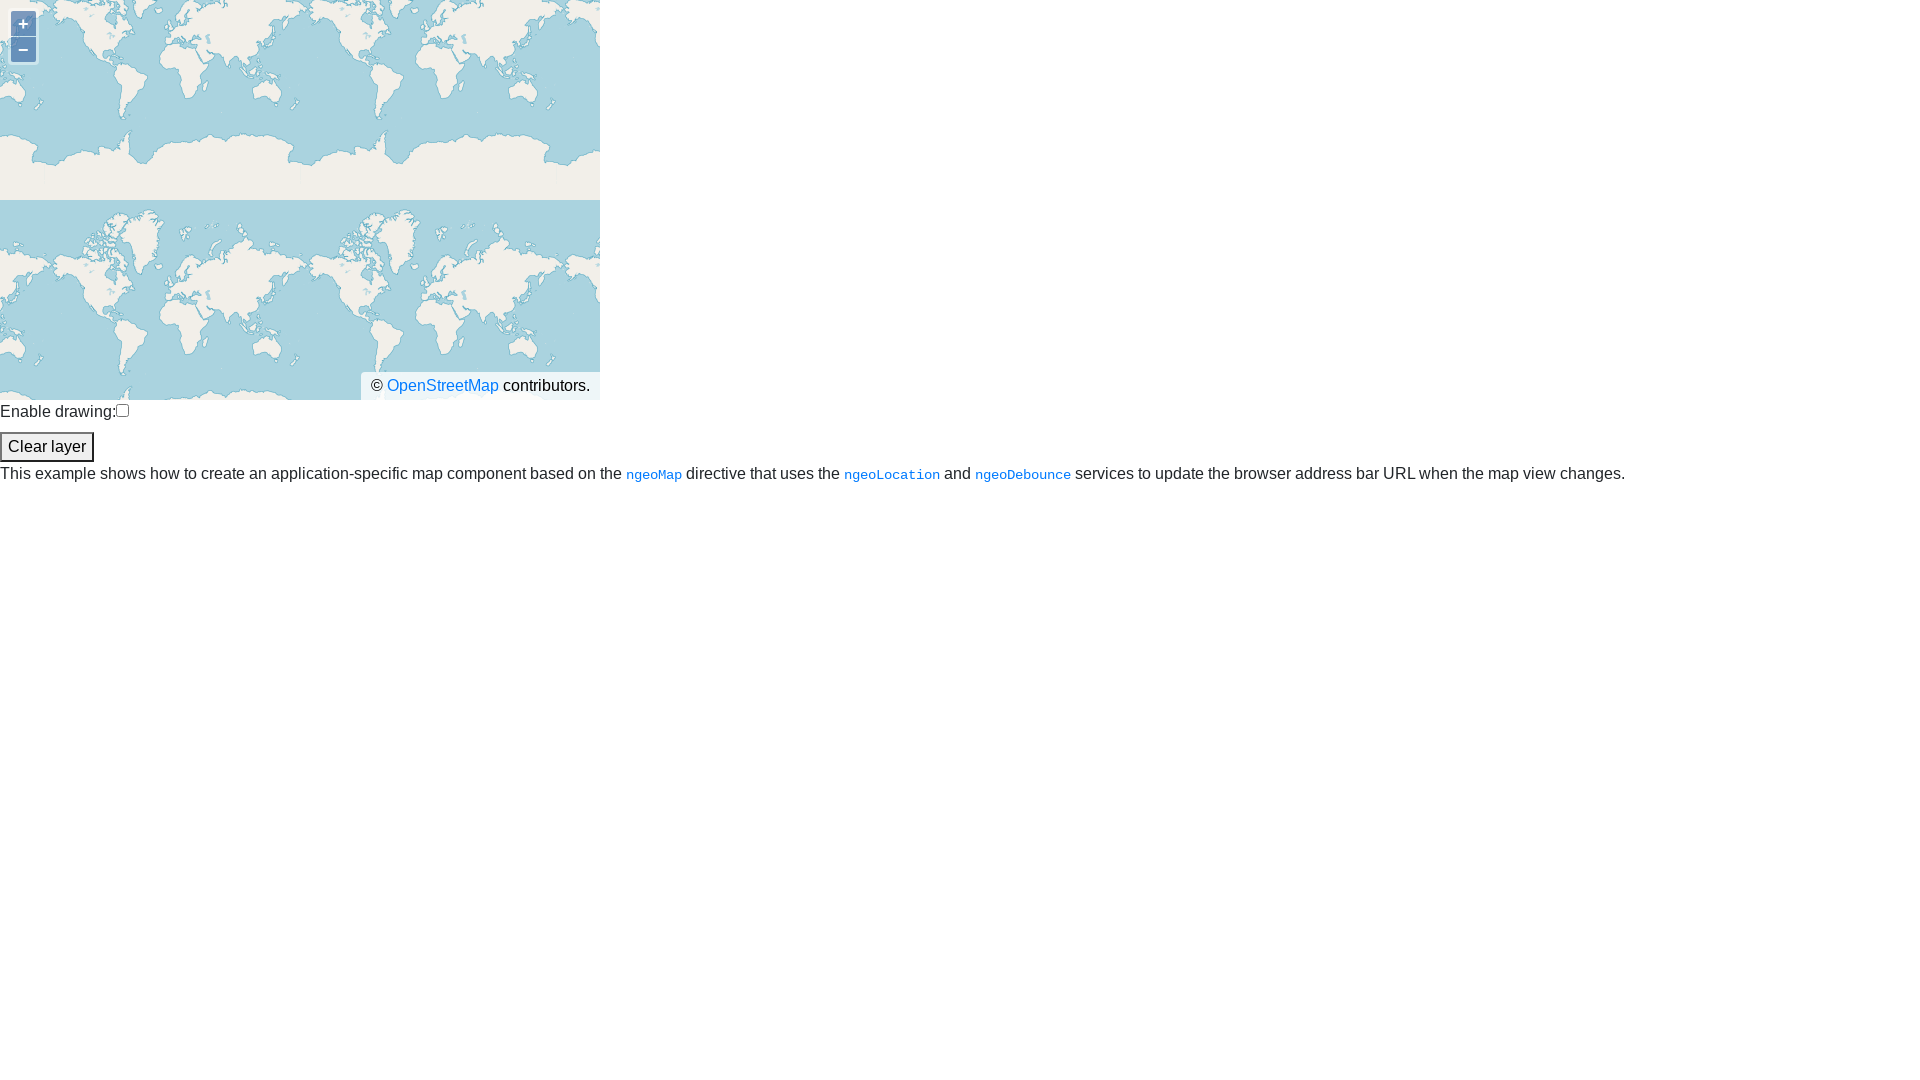 +
−
© OpenStreetMap contributors.
Enable drawing:
Clear layer
This example shows how to create an application-specific map component based on the ngeoMap directive that uses the ngeoLocation and ngeoDebounce services to update the browser address bar URL when the map view changes.